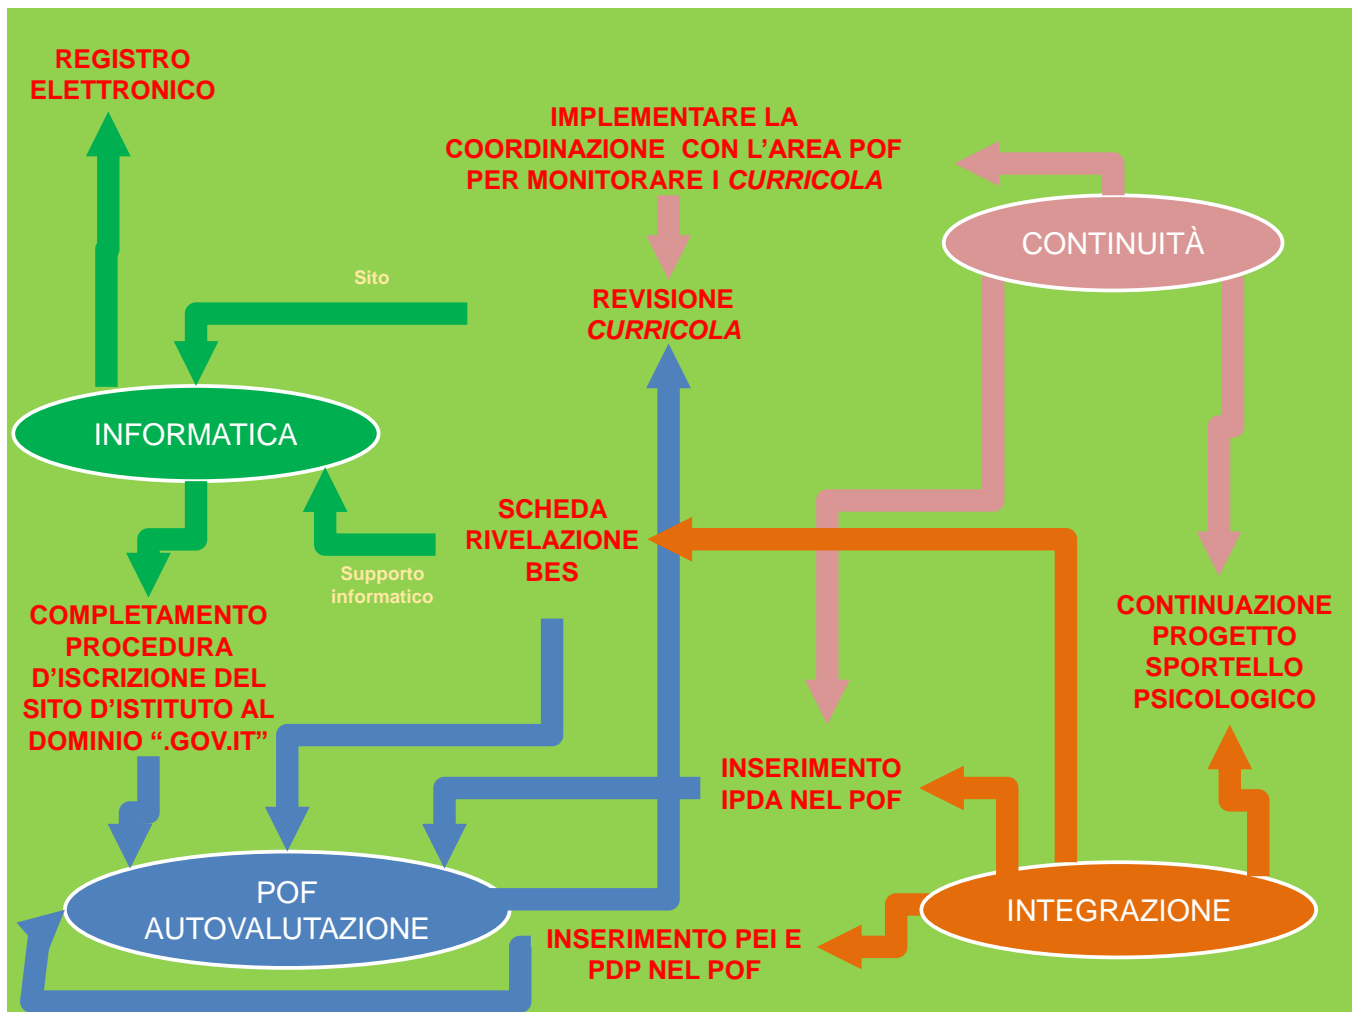 REGISTRO
ELETTRONICO
IMPLEMENTARE LA
COORDINAZIONE CON L'AREA POF
PER MONITORARE I CURRICOLA
CONTINUITÀ
Sito
REVISIONE
CURRICOLA
INFORMATICA
SCHEDA
RIVELAZIONE
BES
Supporto
informatico
COMPLETAMENTO
PROCEDURA
D'ISCRIZIONE DEL
SITO D'ISTITUTO AL
DOMINIO “.GOV.IT”
CONTINUAZIONE
PROGETTO
SPORTELLO
PSICOLOGICO
INSERIMENTO
IPDA NEL POF
POF
AUTOVALUTAZIONE
INTEGRAZIONE
INSERIMENTO PEI E
PDP NEL POF